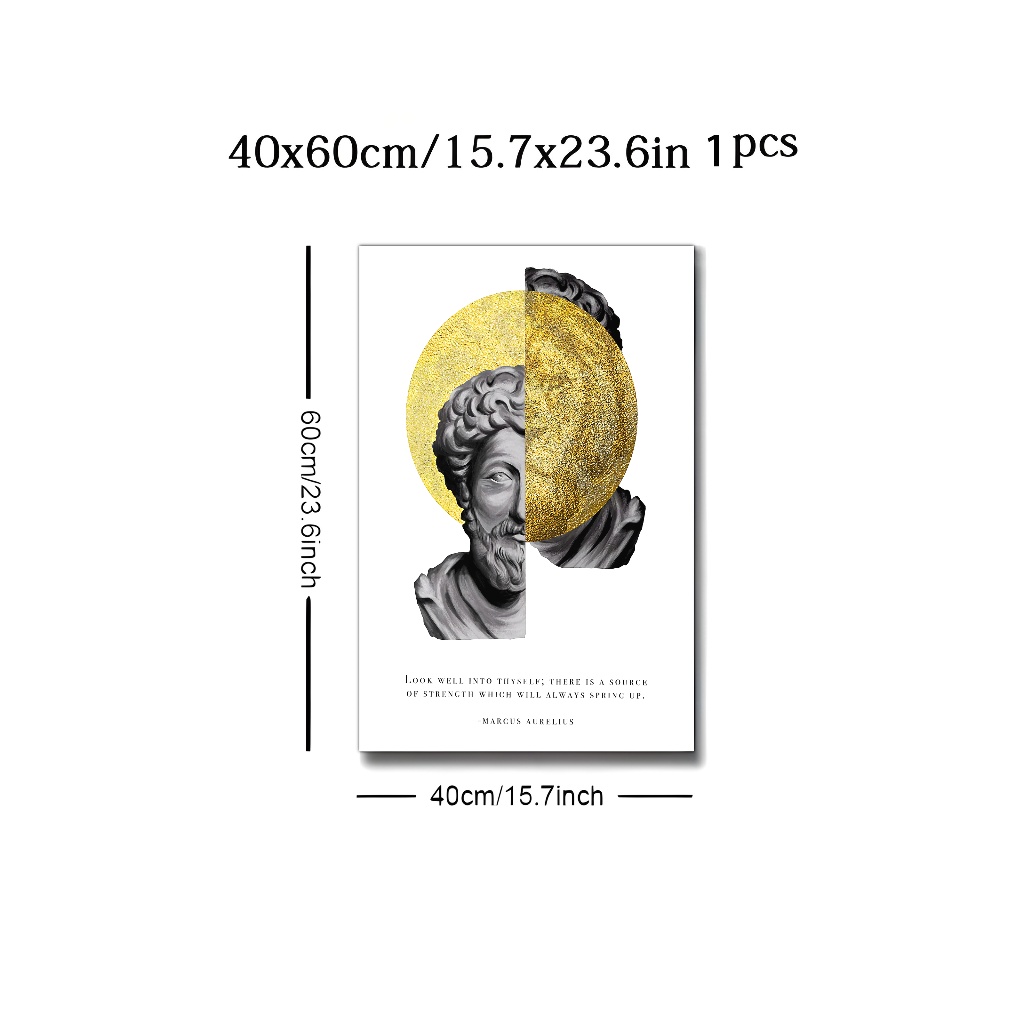 40x60cm/15.7x23.6in 1pcs
60cm/23.6inch
LOOK WELL INTO THYSELF; THERE IS A SOURCE
OF STRENGTH WHICH WILL ALWAYS SPRING UP.
MARCUS AURELIUS
40cm/15.7inch